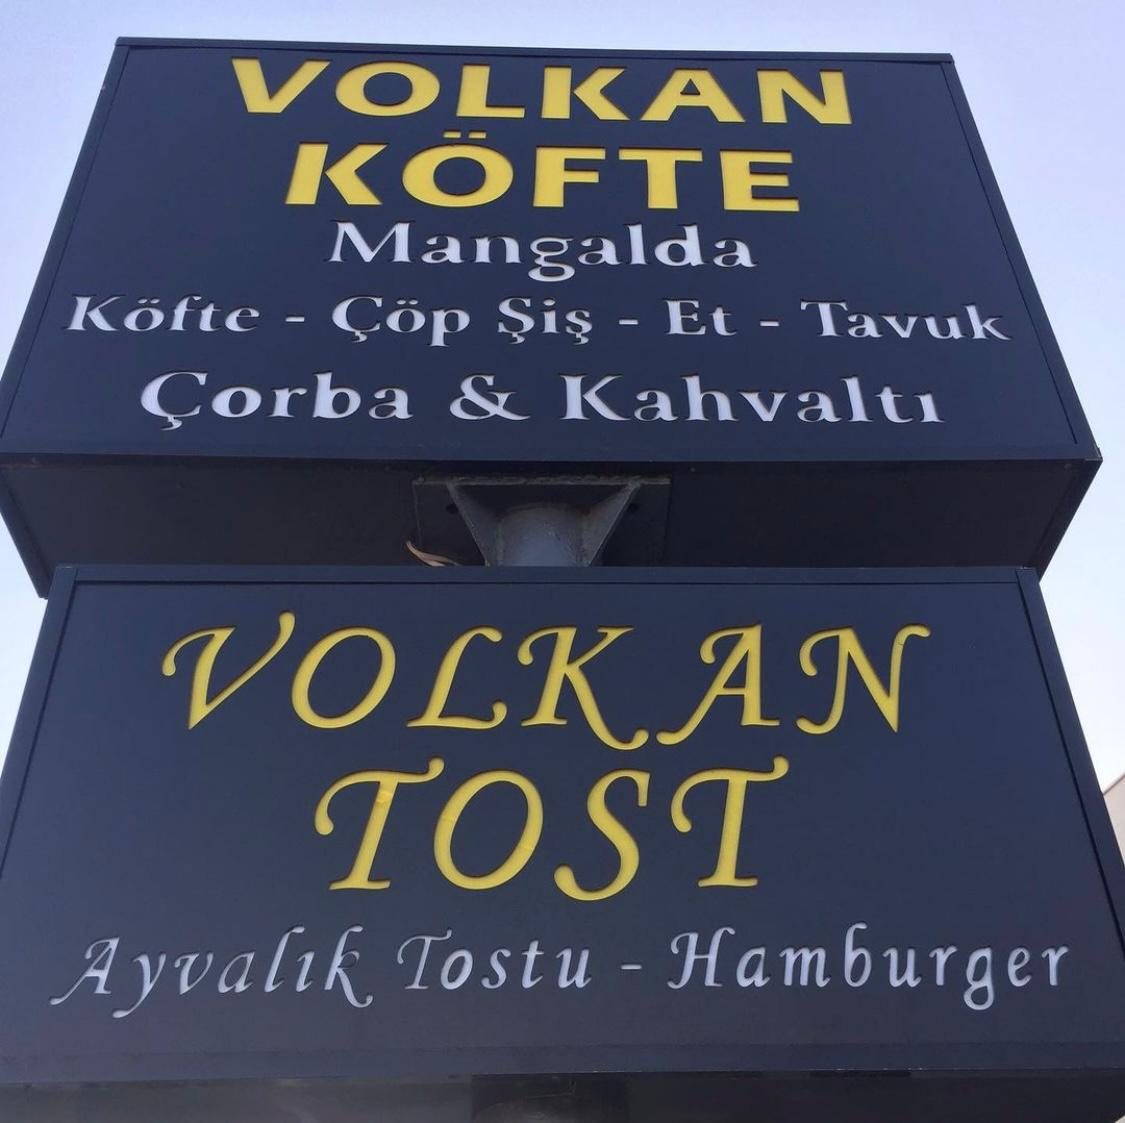 VOLKAN
KÖFTE
Mangalda
Köfte - Çöp Şiş - Et - Tavuk
Çorba & Kahvaltı
VOLKAN
TOST
Ayvalık Tostu - Hamburger